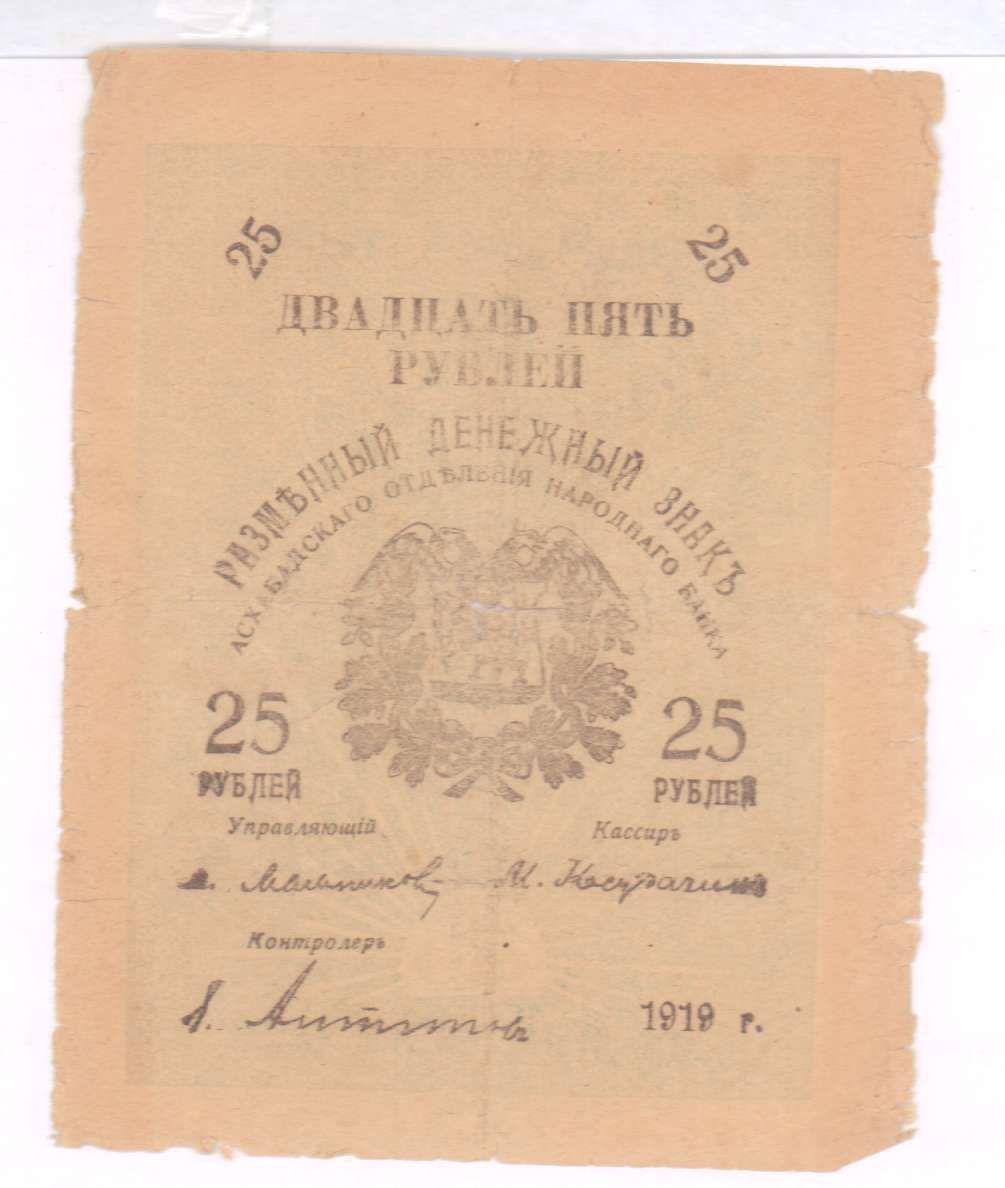 25 25
ДВАДЦАТЬ ПЯТЬ
РУБЛЕЙ
РАЗМѢННЫЙ ДЕНЕЖНЫЙ ЗНАКЪ
АСХАБАДСКАГО ОТДѢЛЕНІЯ НАРОДНАГО БАНКА
25 25
РУБЛЕЙ РУБЛЕЙ
Управляющій Кассиръ
М.
Контролеръ
1919 г.